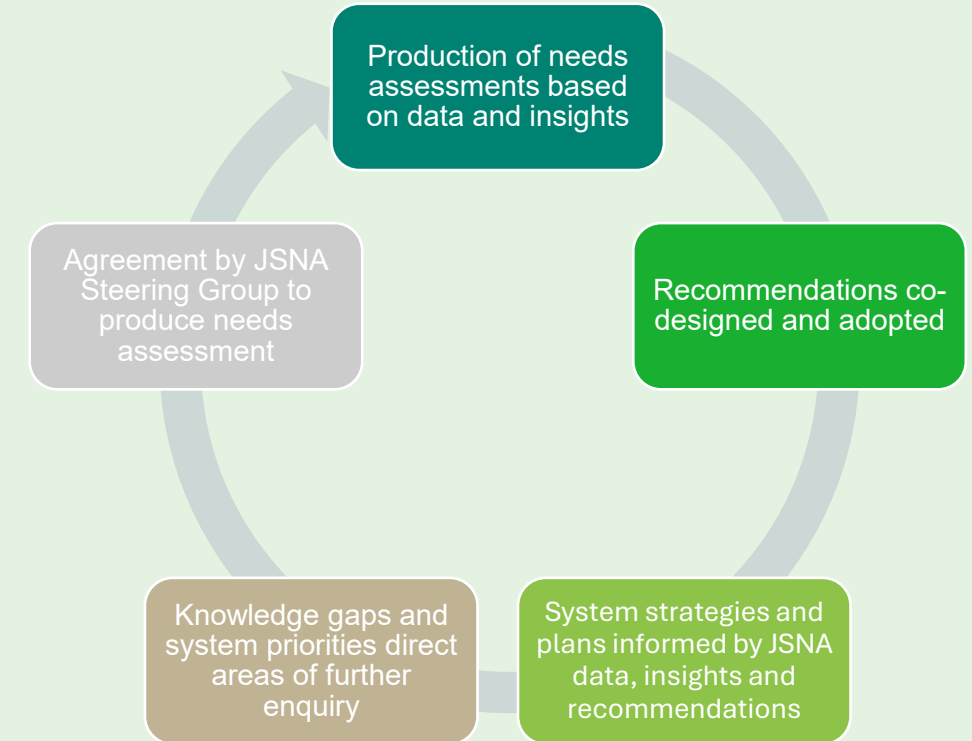 Production of needs
assessments based
on data and insights
Recommendations co-
designed and adopted
System strategies and
plans informed by JSNA
data, insights and
recommendations
Knowledge gaps and
system priorities direct
areas of further
enquiry
Agreement by JSNA
Steering Group to
produce needs
assessment